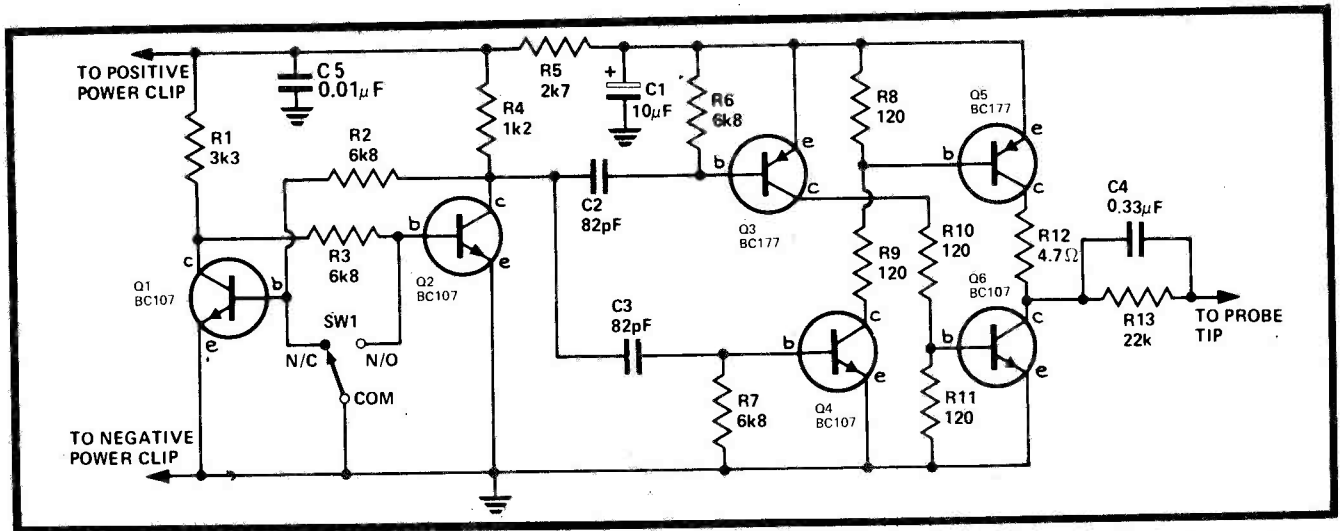 TO POSITIVE
POWER CLIP
C 5
0.01µF
R1
3k3
R2
6k8
R3
6k8
R4
1k2
R5
2k7
+
C1
10µF
R6
6k8
R8
120
Q5
BC177
e
b
c
C2
82pF
b
e
c
Q3
BC177
c
b
e
Q2
BC107
Q1
BC107
c
b
e
SW1
N/C
N/O
COM
C3
82pF
R7
6k8
R9
120
R10
120
c
b
e
Q4
BC107
R11
120
Q6
BC107
c
b
e
R12
4.7Ω
C4
0.33µF
R13
22k
TO PROBE
TIP
TO NEGATIVE
POWER CLIP